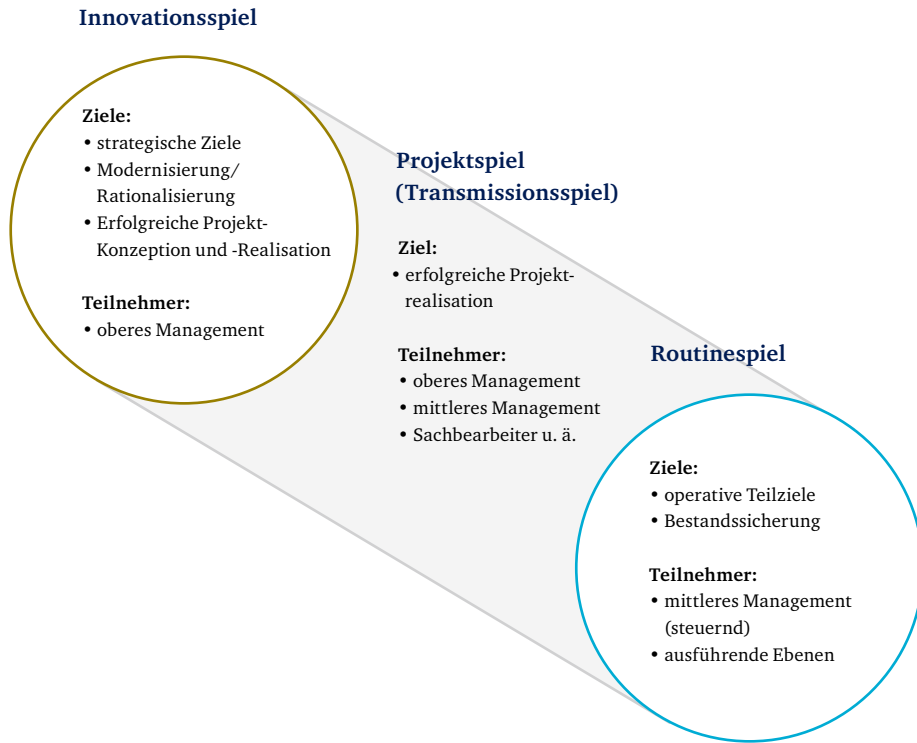 Innovationsspiel
Ziele:
• strategische Ziele
• Modernisierung/
Rationalisierung
• Erfolgreiche Projekt-
Konzeption und -Realisation
Teilnehmer:
• oberes Management
Projektspiel
(Transmissionsspiel)
Ziel:
• erfolgreiche Projekt-
realisation
Teilnehmer:
• oberes Management
• mittleres Management
• Sachbearbeiter u. ä.
Routinespiel
Ziele:
• operative Teilziele
• Bestandssicherung
Teilnehmer:
• mittleres Management
(steuernd)
• ausführende Ebenen